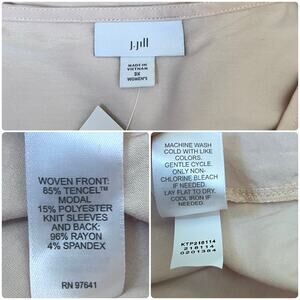 j.jill
MADE IN
VIETNAM
3X
WOMEN'S
WOVEN FRONT:
85% TENCEL™
MODAL
15% POLYESTER
KNIT SLEEVES
AND BACK:
96% RAYON
4% SPANDEX
RN 97641
MACHINE WASH
COLD WITH LIKE
COLORS.
GENTLE CYCLE.
ONLY NON-
CHLORINE BLEACH
IF NEEDED.
LAY FLAT TO DRY.
COOL IRON IF
NEEDED.
KTP218114
218114
0201384